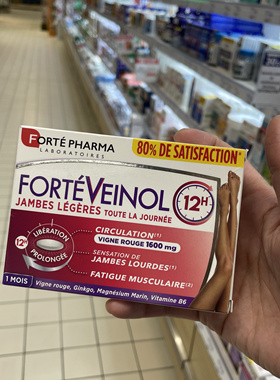 FORTÉ PHARMA
LABORATOIRES
80% DE SATISFACTION*
FORTÉVEINOL
JAMBES LÉGÈRES TOUTE LA JOURNÉE
12H
CIRCULATION(1)
VIGNE ROUGE 1600 mg
12H
LIBÉRATION
PROLONGÉE
SENSATION DE
JAMBES LOURDES(1)
FATIGUE MUSCULAIRE(2)
1 MOIS
Vigne rouge, Ginkgo, Magnésium Marin, Vitamine B6